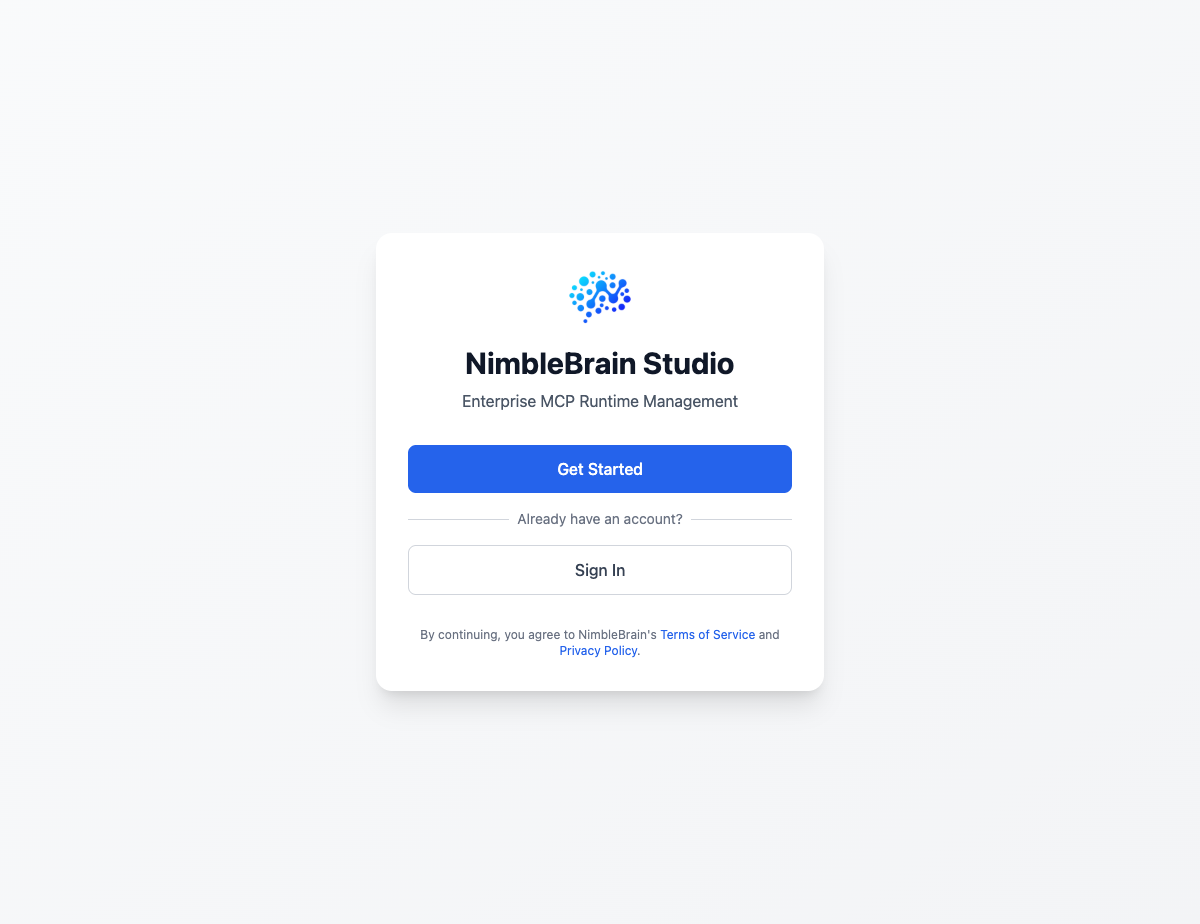 NimbleBrain Studio
Enterprise MCP Runtime Management
Get Started
Already have an account?
Sign In
By continuing, you agree to NimbleBrain's Terms of Service and
Privacy Policy.